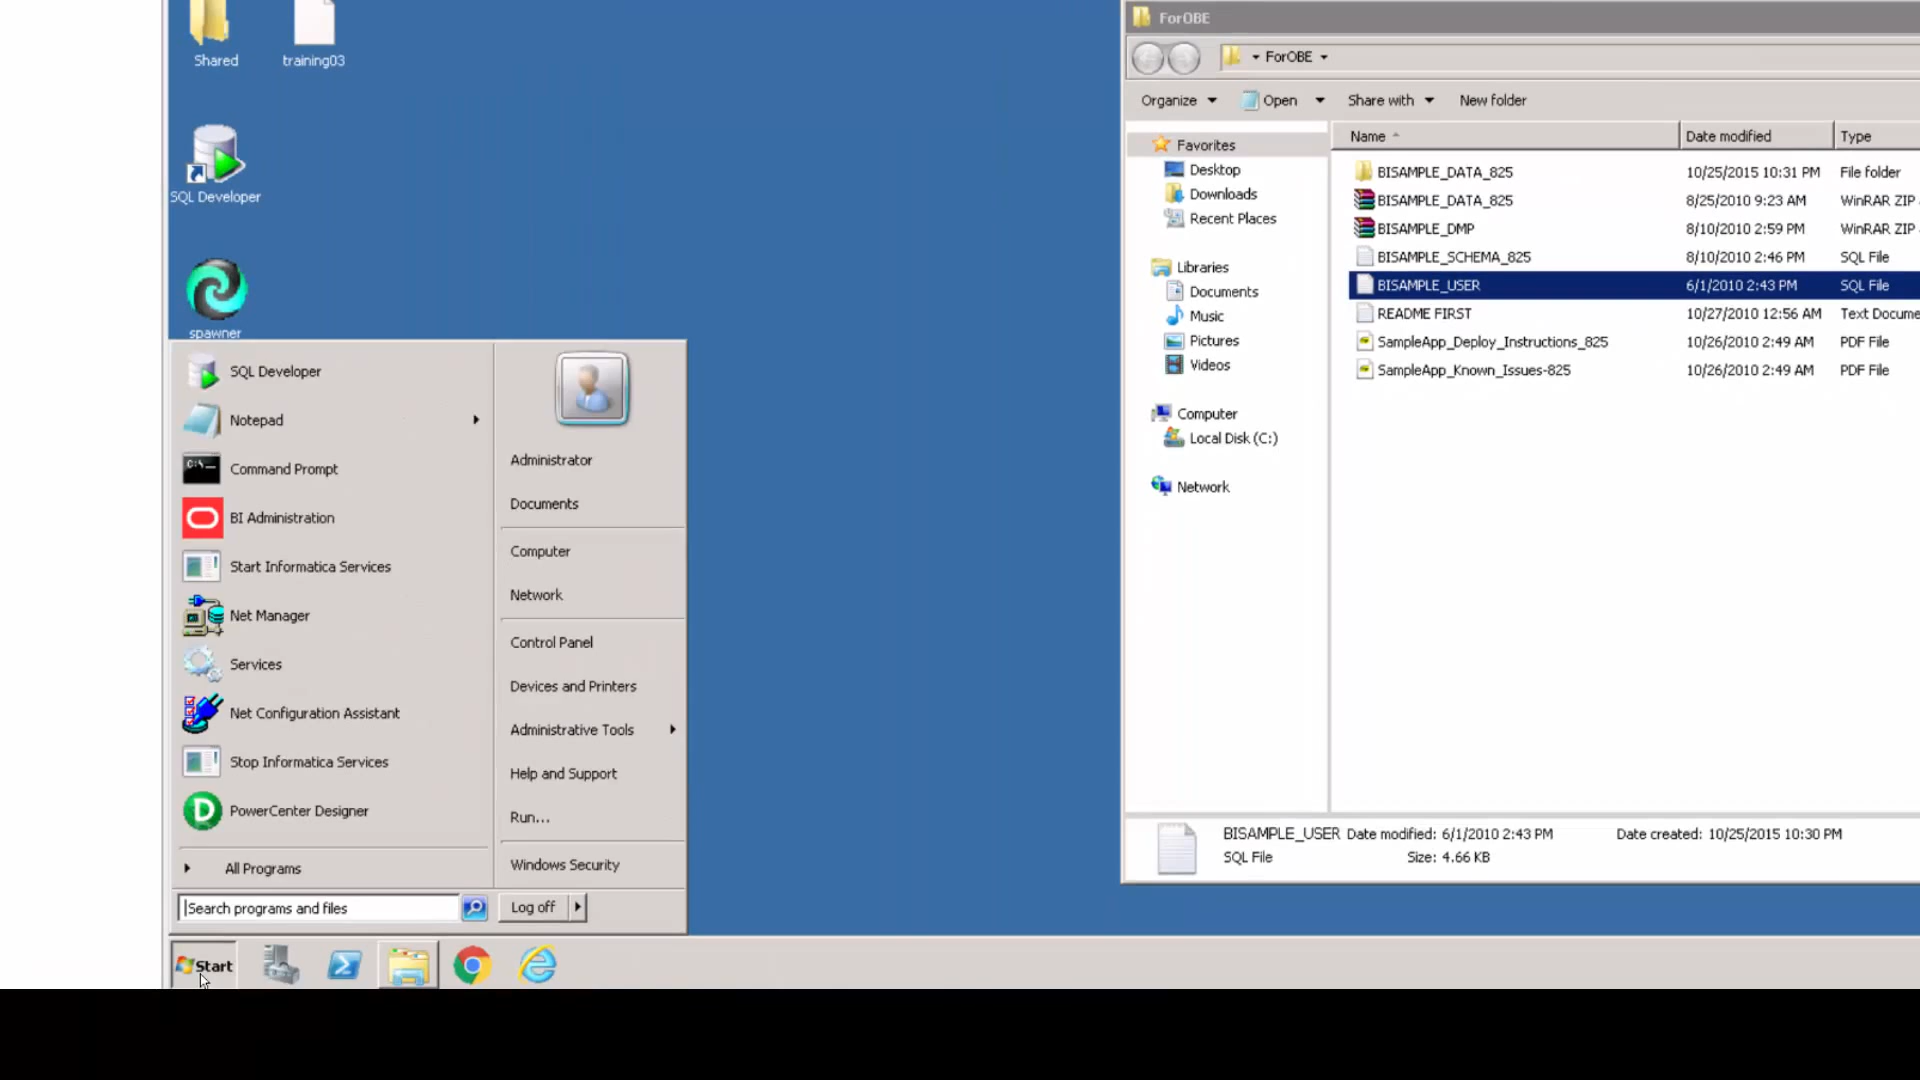 Shared
training03
SQL Developer
spawner
SQL Developer
Notepad
Command Prompt
BI Administration
Start Informatica Services
Net Manager
Services
Net Configuration Assistant
Stop Informatica Services
PowerCenter Designer
All Programs
Search programs and files
Administrator
Documents
Computer
Network
Control Panel
Devices and Printers
Administrative Tools
Help and Support
Run...
Windows Security
Log off
Start
ForOBE
ForOBE
Organize Open Share with New folder
Favorites
Desktop
Downloads
Recent Places
Libraries
Documents
Music
Pictures
Videos
Computer
Local Disk (C:)
Network
Name Date modified Type
BISAMPLE_DATA_825 10/25/2015 10:31 PM File folder
BISAMPLE_DATA_825 8/25/2010 9:23 AM WinRAR ZIP
BISAMPLE_DMP 8/10/2010 2:59 PM WinRAR ZIP
BISAMPLE_SCHEMA_825 8/10/2010 2:46 PM SQL File
BISAMPLE_USER 6/1/2010 2:43 PM SQL File
README FIRST 10/27/2010 12:56 AM Text Docume
SampleApp_Deploy_Instructions_825 10/26/2010 2:49 AM PDF File
SampleApp_Known_Issues-825 10/26/2010 2:49 AM PDF File
BISAMPLE_USER Date modified: 6/1/2010 2:43 PM Date created: 10/25/2015 10:30 PM
SQL File Size: 4.66 KB